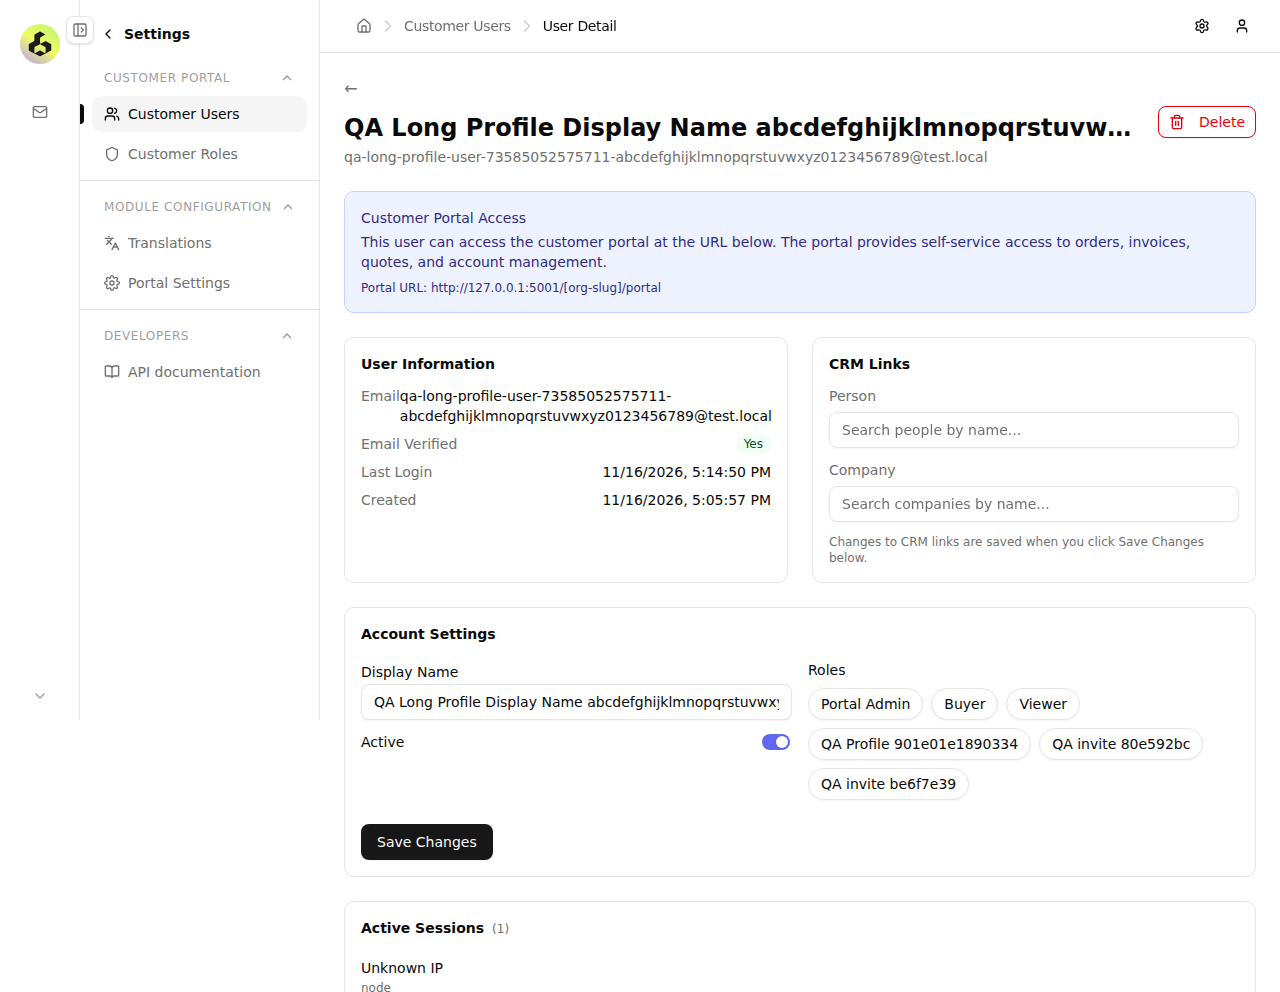 Settings
CUSTOMER PORTAL
Customer Users
Customer Roles
MODULE CONFIGURATION
Translations
Portal Settings
DEVELOPERS
API documentation
Customer Users
User Detail
←
QA Long Profile Display Name abcdefghijklmnopqrstuvw…
qa-long-profile-user-73585052575711-abcdefghijklmnopqrstuvwxyz0123456789@test.local
Delete
Customer Portal Access
This user can access the customer portal at the URL below. The portal provides self-service access to orders, invoices,
quotes, and account management.
Portal URL: http://127.0.0.1:5001/[org-slug]/portal
User Information
Email qa-long-profile-user-73585052575711-
abcdefghijklmnopqrstuvwxyz0123456789@test.local
Email Verified Yes
Last Login 11/16/2026, 5:14:50 PM
Created 11/16/2026, 5:05:57 PM
CRM Links
Person
Search people by name...
Company
Search companies by name...
Changes to CRM links are saved when you click Save Changes
below.
Account Settings
Display Name
QA Long Profile Display Name abcdefghijklmnopqrstuvwxy
Active
Roles
Portal Admin Buyer Viewer
QA Profile 901e01e1890334 QA invite 80e592bc
QA invite be6f7e39
Save Changes
Active Sessions (1)
Unknown IP
node